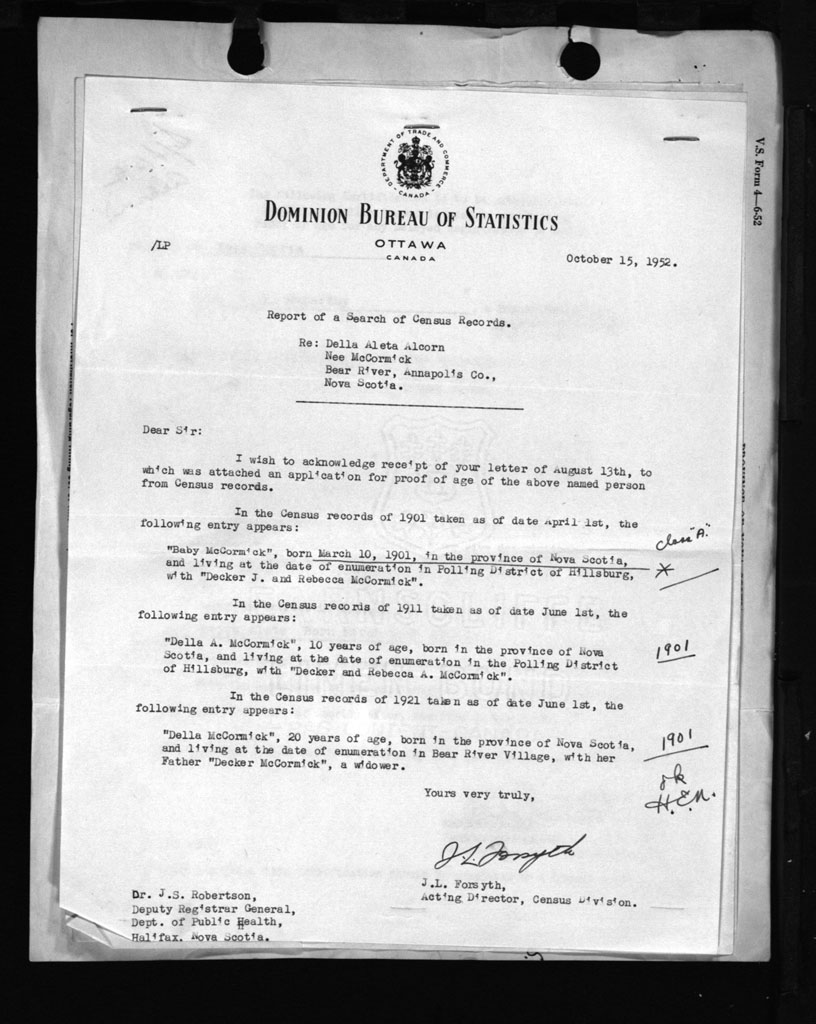 V.S. Form 4—6-52
DEPARTMENT OF TRADE AND COMMERCE
CANADA
DOMINION BUREAU OF STATISTICS
OTTAWA
CANADA
/LP
October 15, 1952.
Report of a Search of Census Records.
Re: Della Aleta Alcorn
Nee McCormick
Bear River, Annapolis Co.,
Nova Scotia.
Dear Sir:
I wish to acknowledge receipt of your letter of August 13th, to
which was attached an application for proof of age of the above named person
from Census records.
In the Census records of 1901 taken as of date April 1st, the
following entry appears:
class "A."
"Baby McCormick", born March 10, 1901, in the province of Nova Scotia,
and living at the date of enumeration in Polling District of Hillsburg,
with "Decker J. and Rebecca McCormick".
In the Census records of 1911 taken as of date June 1st, the
following entry appears:
"Della A. McCormick", 10 years of age, born in the province of Nova
Scotia, and living at the date of enumeration in the Polling District
of Hillsburg, with "Decker and Rebecca A. McCormick".
1901
In the Census records of 1921 taken as of date June 1st, the
following entry appears:
"Della McCormick", 20 years of age, born in the province of Nova Scotia,
and living at the date of enumeration in Bear River Village, with her
Father "Decker McCormick", a widower.
1901
ok
H.E.M.
Yours very truly,
J.L. Forsyth
J.L. Forsyth,
Acting Director, Census Division.
Dr. J.S. Robertson,
Deputy Registrar General,
Dept. of Public Health,
Halifax. Nova Scotia.